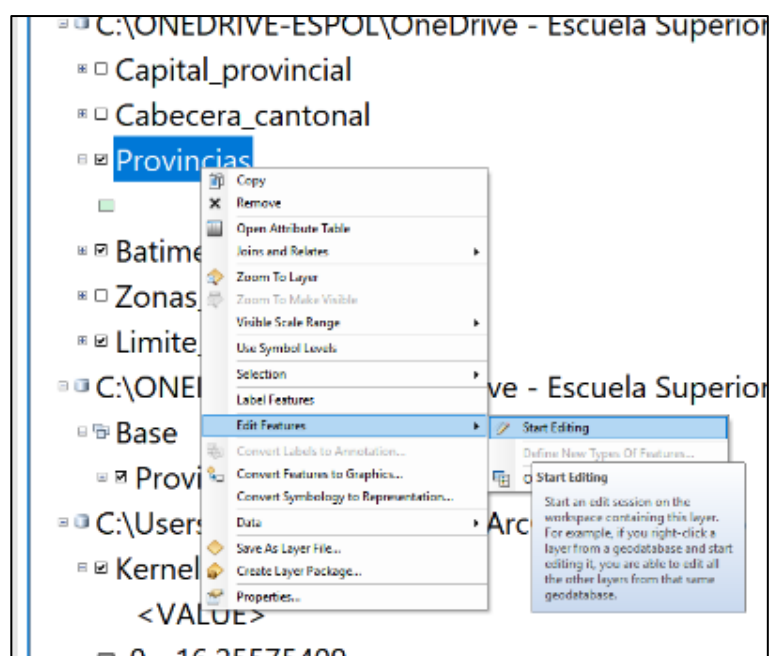 C:\ONEDRIVE-ESPOL\OneDrive - Escuela Superior
Capital_provincial
Cabecera_cantonal
Provincias
Copy
Remove
Open Attribute Table
Batime
Joins and Relates
Zoom To Layer
Zonas_
Zoom To Make Visible
Visible Scale Range
Limite_
Use Symbol Levels
Selection
C:\ONE ve - Escuela Superior
Label Features
Base
Edit Features
Start Editing
Convert Labels to Annotation...
Define New Types Of Features...
Provi
Convert Features to Graphics...
O
Start Editing
Convert Symbology to Representation...
Start an edit session on the
workspace containing this layer.
C:\Users Arc
Data
For example, if you right-click a
layer from a geodatabase and start
Save As Layer File...
editing it, you are able to edit all
Kernel
Create Layer Package...
the other layers from that same
geodatabase.
Properties...
<VALUE>